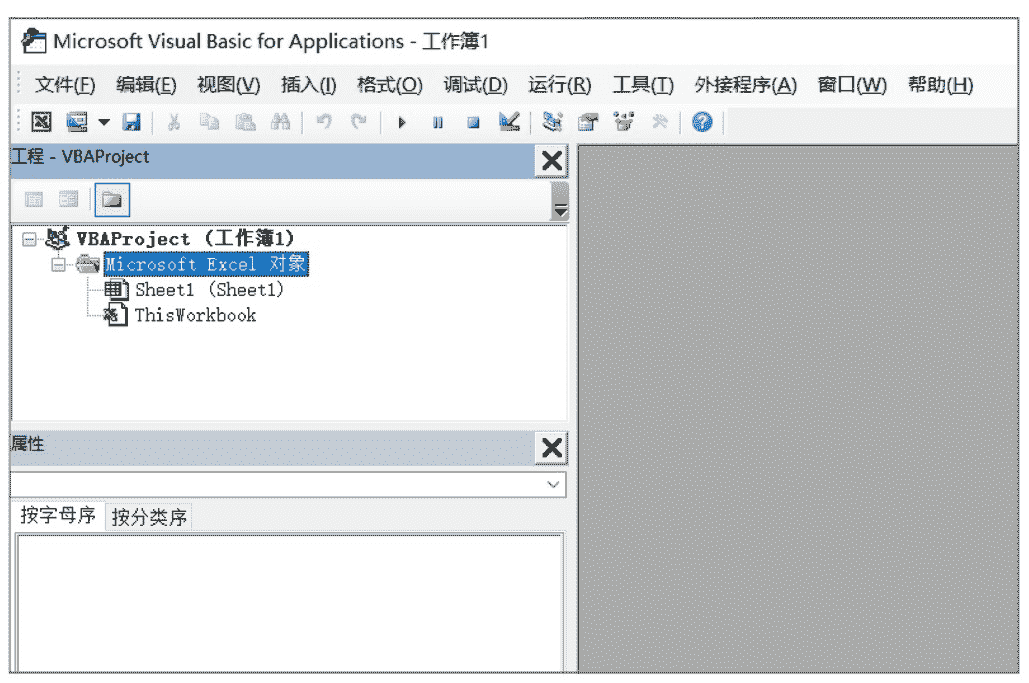 Microsoft Visual Basic for Applications - 工作簿1
文件(F) 编辑(E) 视图(V) 插入(I) 格式(O) 调试(D) 运行(R) 工具(T) 外接程序(A) 窗口(W) 帮助(H)
工程 - VBAProject
VBAProject (工作簿1)
Microsoft Excel 对象
Sheet1 (Sheet1)
ThisWorkbook
属性
按字母序 按分类序